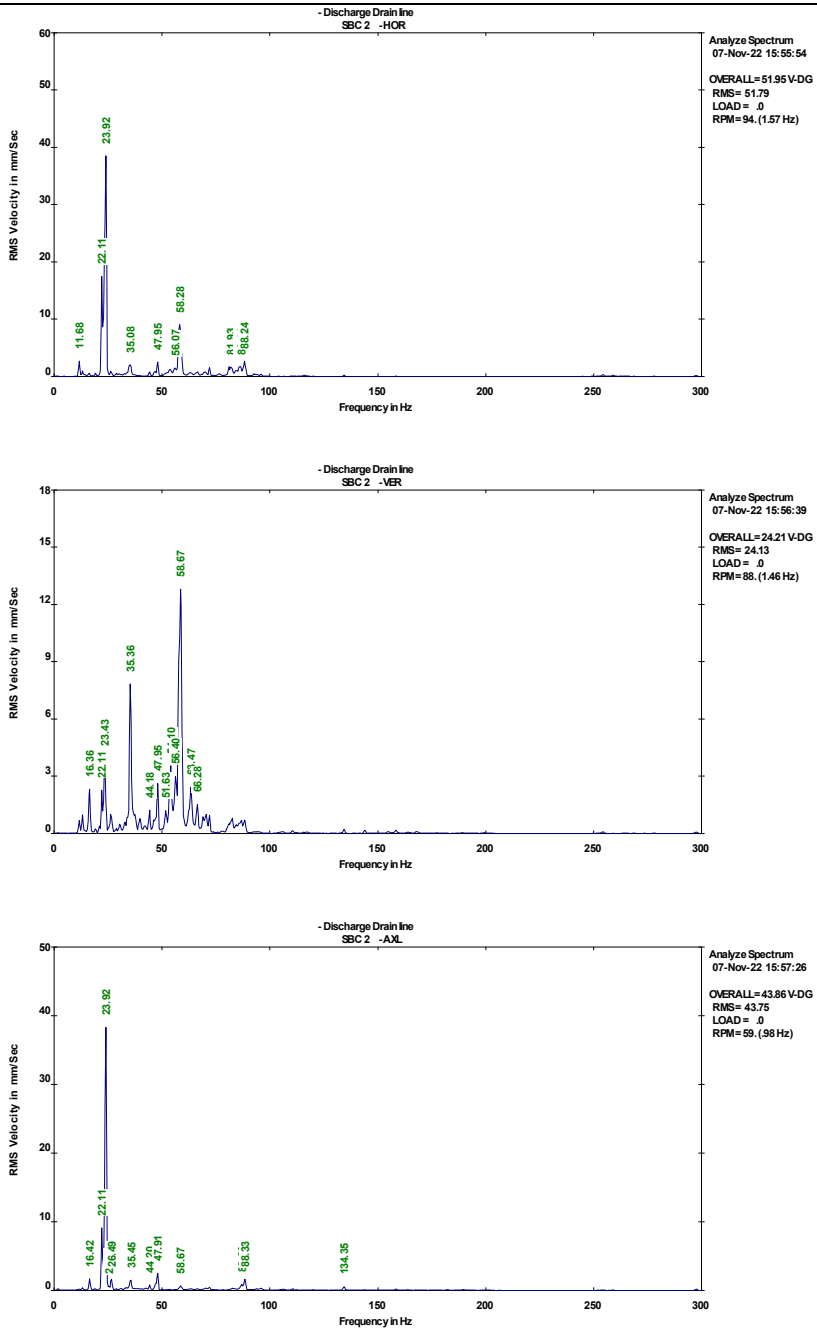 - Discharge Drain line
SBC 2 -HOR
Analyze Spectrum
07-Nov-22 15:55:54
OVERALL= 51.95 V-DG
RMS = 51.79
LOAD = .0
RPM = 94. (1.57 Hz)
RMS Velocity in mm/Sec
60
50
40
30
20
10
0
11.68
22.11
23.92
35.08
47.95
56.07
58.28
81.93
88.24
0
50
100
150
200
250
300
Frequency in Hz
- Discharge Drain line
SBC 2 -VER
Analyze Spectrum
07-Nov-22 15:56:39
OVERALL= 24.21 V-DG
RMS = 24.13
LOAD = .0
RPM = 88. (1.46 Hz)
RMS Velocity in mm/Sec
18
15
12
9
6
3
0
16.36
22.11
23.43
35.36
44.18
47.95
51.63
56.40
58.67
66.28
0
50
100
150
200
250
300
Frequency in Hz
- Discharge Drain line
SBC 2 -AXL
Analyze Spectrum
07-Nov-22 15:57:26
OVERALL= 43.86 V-DG
RMS = 43.75
LOAD = .0
RPM = 59. (.98 Hz)
RMS Velocity in mm/Sec
50
40
30
20
10
0
16.42
22.11
23.92
26.49
35.45
44.20
47.91
58.67
88.33
134.35
0
50
100
150
200
250
300
Frequency in Hz